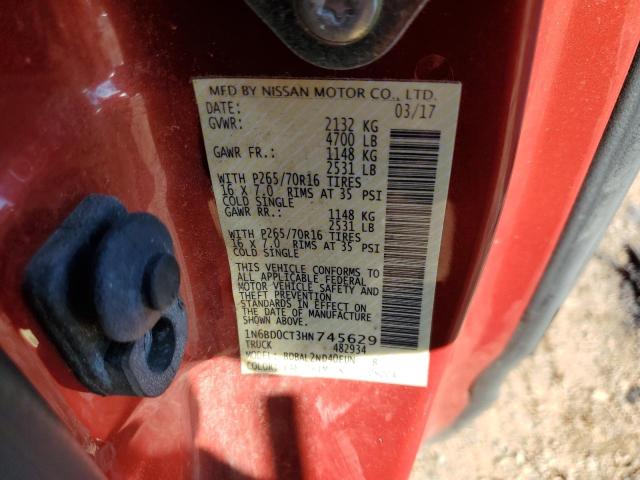 MFD BY NISSAN MOTOR CO., LTD.
DATE: 03/17
GVWR: 2132 KG
4700 LB
GAWR FR.: 1148 KG
2531 LB
WITH P265/70R16 TIRES
16 X 7.0 RIMS AT 35 PSI
COLD SINGLE
GAWR RR.: 1148 KG
2531 LB
WITH P265/70R16 TIRES
16 X 7.0 RIMS AT 35 PSI
COLD SINGLE
THIS VEHICLE CONFORMS TO
ALL APPLICABLE FEDERAL
MOTOR VEHICLE SAFETY AND
THEFT PREVENTION
STANDARDS IN EFFECT ON
THE DATE OF MANUFACTURE
SHOWN ABOVE.
1N6BD0CT3HN745629
TRUCK 482934
MODEL:
COLOR: